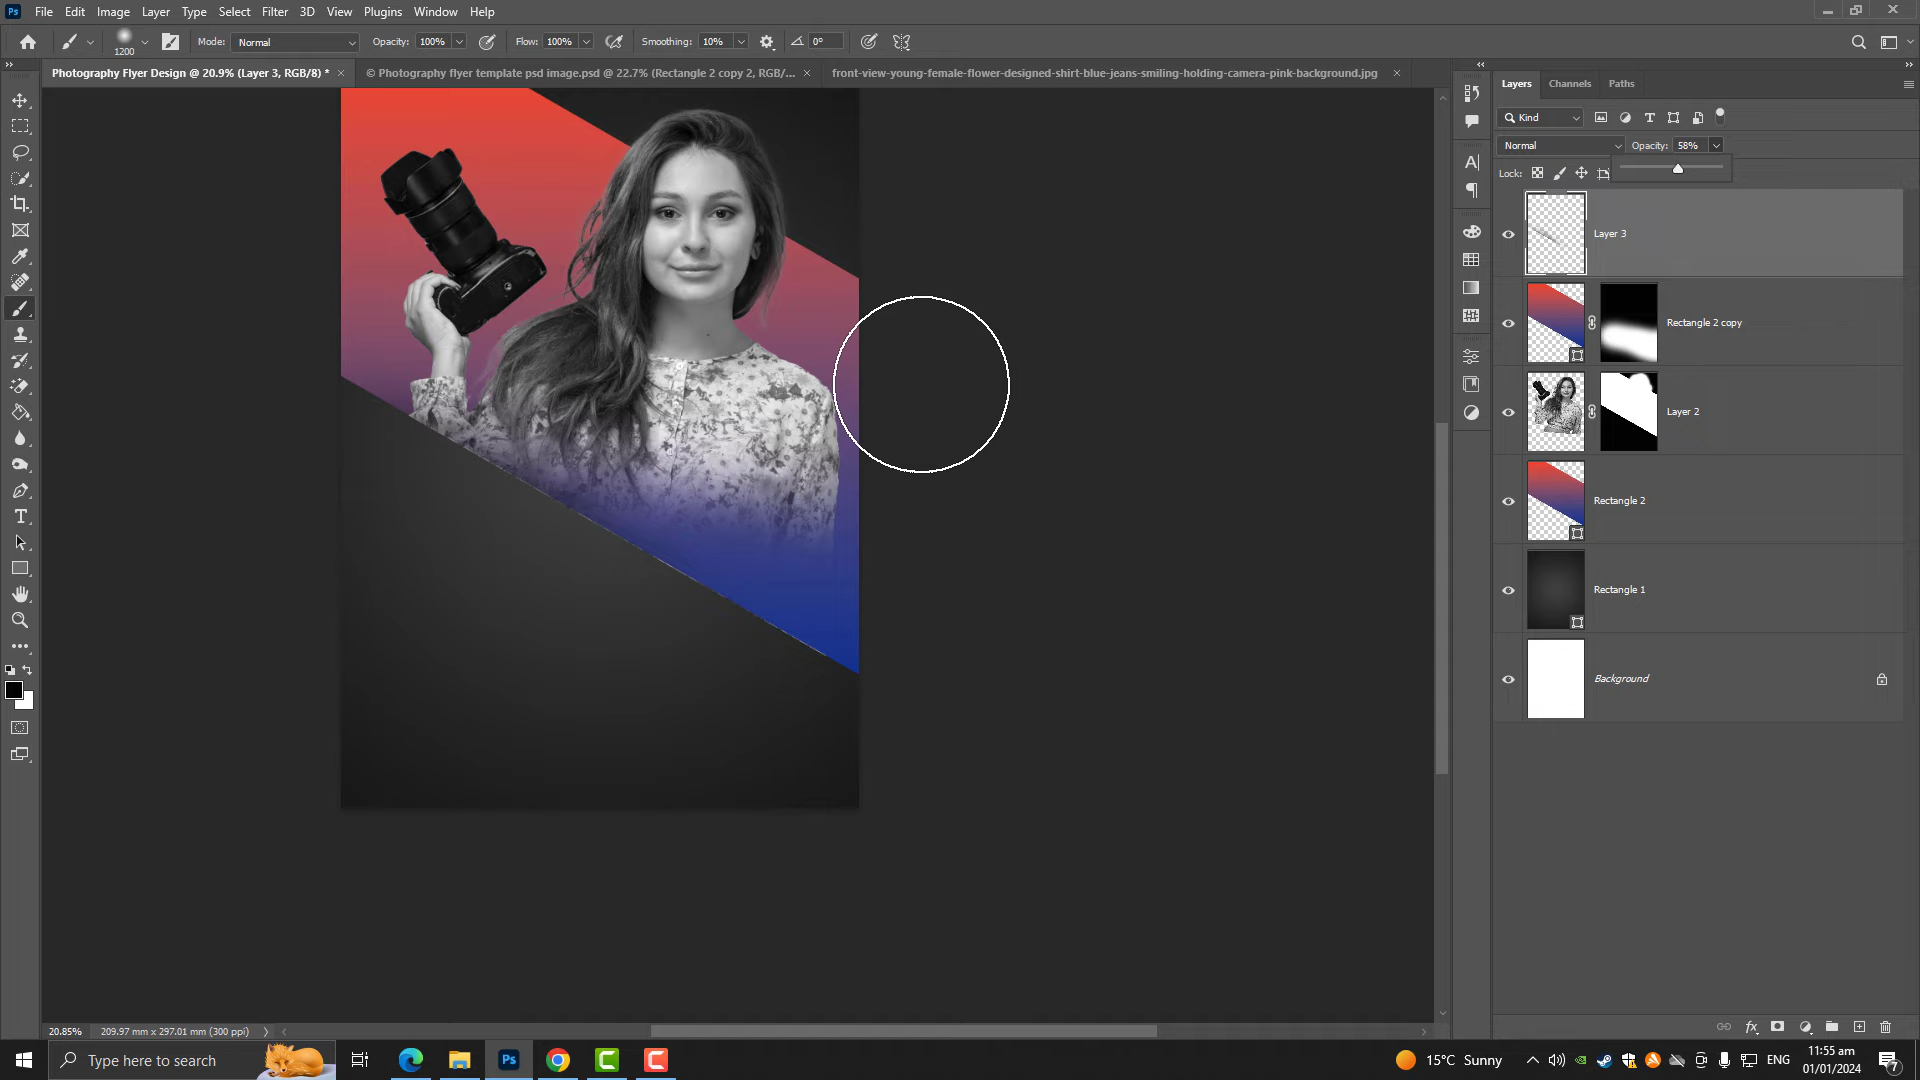 Ps File Edit Image Layer Type Select Filter 3D View Plugins Window Help
1200 Mode: Normal Opacity: 100% Flow: 100% Smoothing: 10% 0°
Photography Flyer Design @ 20.9% (Layer 3, RGB/8) * © Photography flyer template psd image.psd @ 22.7% (Rectangle 2 copy 2, RGB/... front-view-young-female-flower-designed-shirt-blue-jeans-smiling-holding-camera-pink-background.jpg
Layers Channels Paths
Kind
Normal Opacity: 58%
Lock:
Layer 3
Rectangle 2 copy
Layer 2
Rectangle 2
Rectangle 1
Background
20.85% 209.97 mm x 297.01 mm (300 ppi)
Type here to search Ps 15°C Sunny ENG 11:55 am
01/01/2024
7